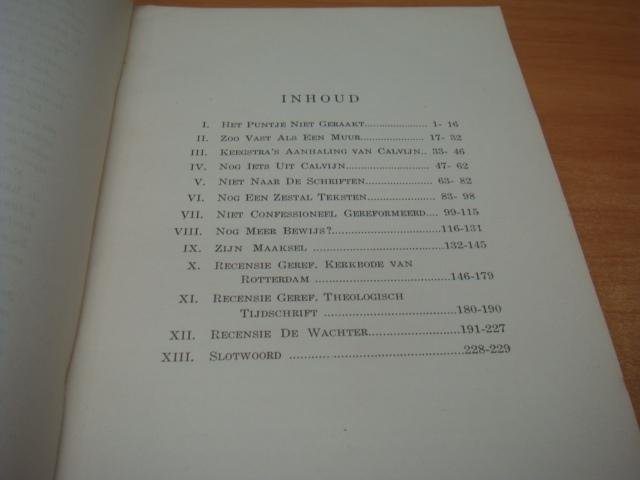 INHOUD
I. Het Puntje Niet Geraakt....................... 1- 16
II. Zoo Vast Als Een Muur....................... 17- 32
III. Keegstra's Aanhaling van Calvijn.. 33- 46
IV. Nog Iets Uit Calvijn....................... 47- 62
V. Niet Naar De Schriften.................. 63- 82
VI. Nog Een Zestal Teksten.................. 83- 98
VII. Niet Confessioneel Gereformeerd.... 99-115
VIII. Nog Meer Bewijs?..........................116-131
IX. Zijn Maaksel ................................132-145
X. Recensie Geref. Kerkbode van
Rotterdam ................................146-179
XI. Recensie Geref. Theologisch
Tijdschrift ................................180-190
XII. Recensie De Wachter......................191-227
XIII. Slotwoord ........................................228-229